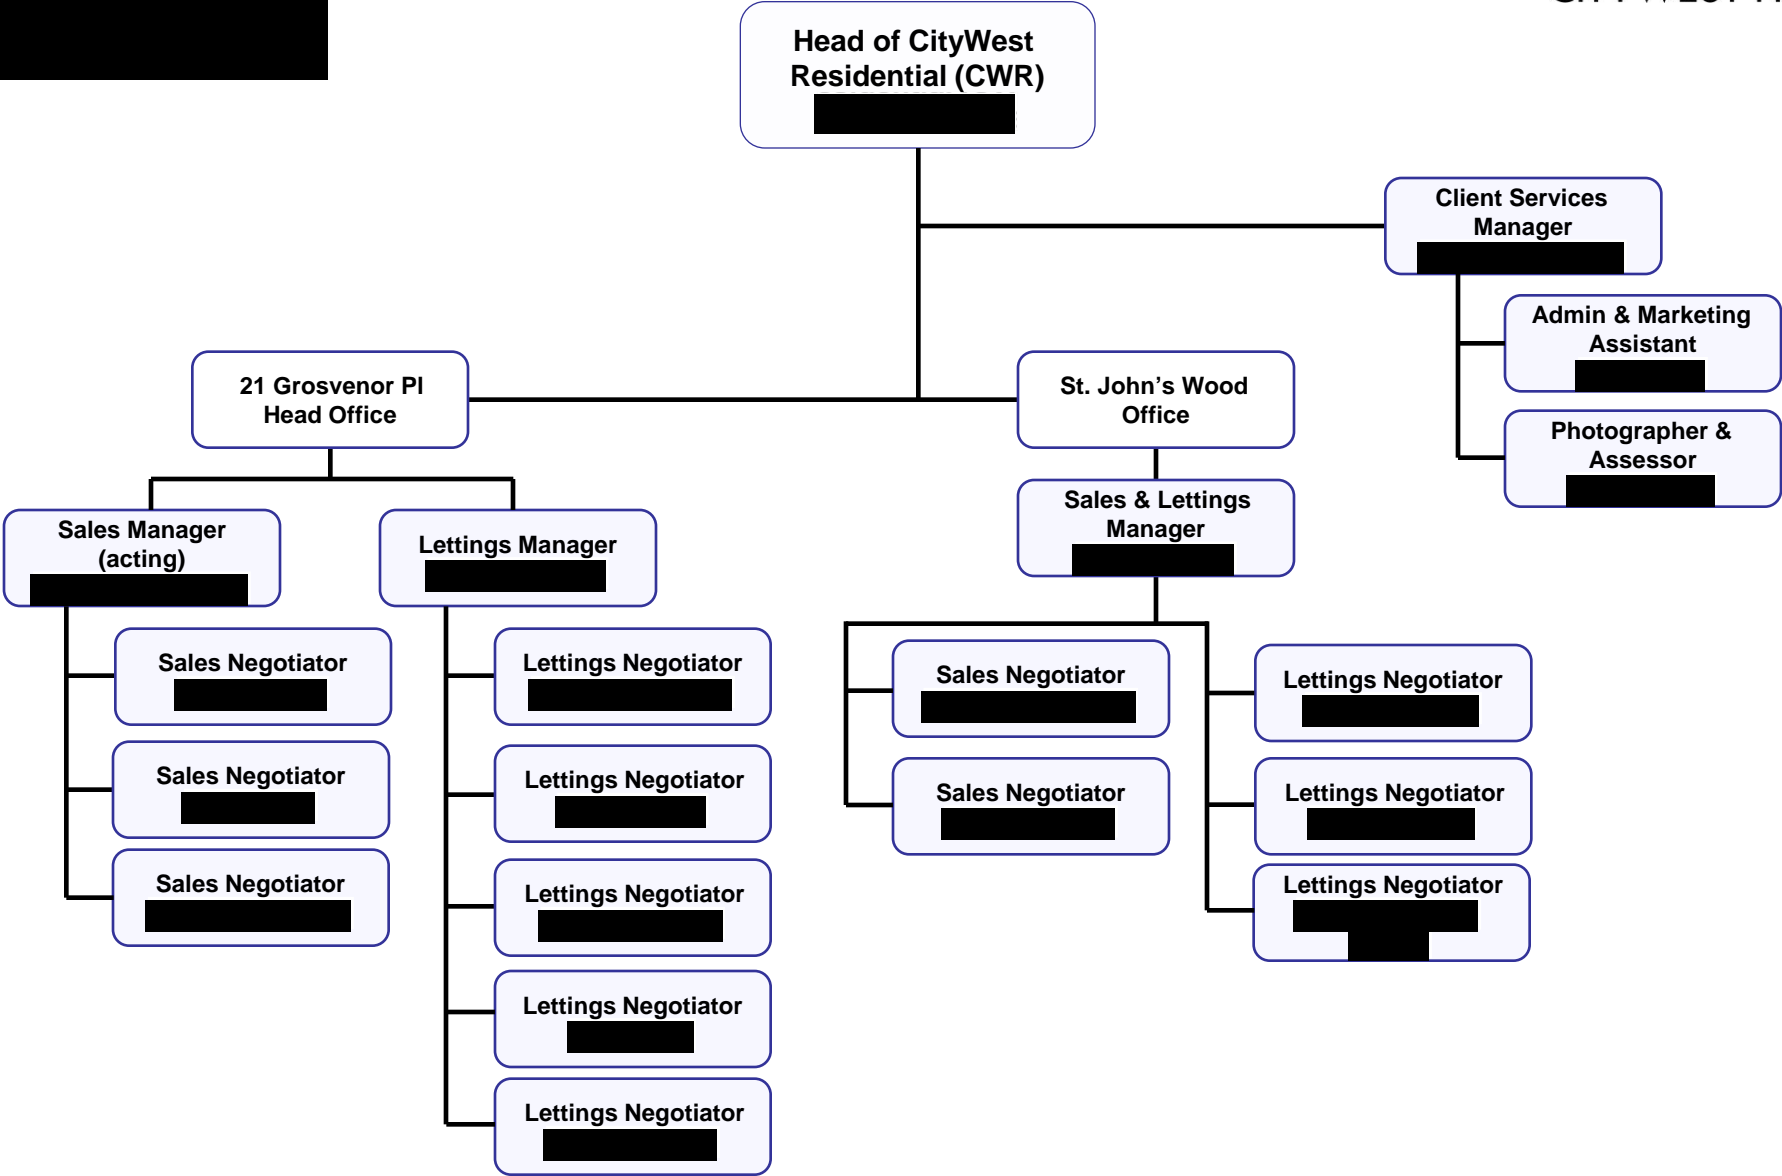 Head of CityWest
Residential (CWR)
Client Services
Manager
Admin & Marketing
Assistant
Photographer &
Assessor
21 Grosvenor Pl
Head Office
St. John’s Wood
Office
Sales Manager
(acting)
Lettings Manager
Sales & Lettings
Manager
Sales Negotiator
Sales Negotiator
Sales Negotiator
Lettings Negotiator
Lettings Negotiator
Lettings Negotiator
Lettings Negotiator
Lettings Negotiator
Sales Negotiator
Sales Negotiator
Lettings Negotiator
Lettings Negotiator
Lettings Negotiator